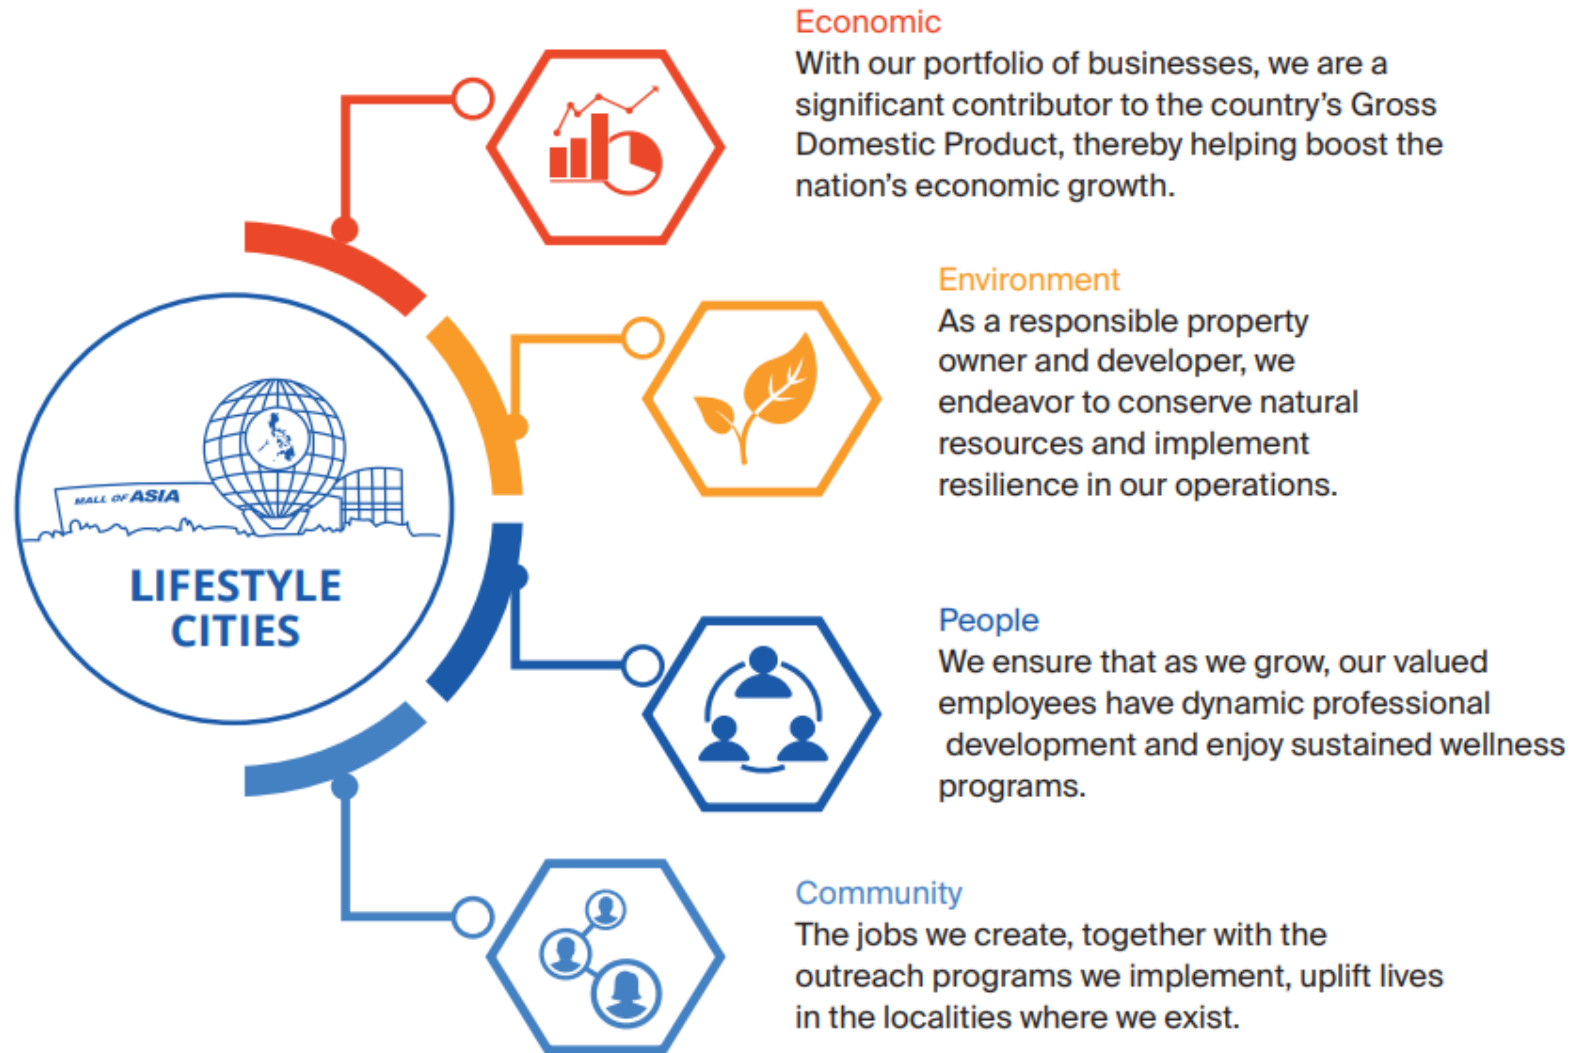 Economic
With our portfolio of businesses, we are a
significant contributor to the country's Gross
Domestic Product, thereby helping boost the
nation's economic growth.
Environment
As a responsible property
owner and developer, we
endeavor to conserve natural
resources and implement
resilience in our operations.
MALL OF ASIA
LIFESTYLE
CITIES
People
We ensure that as we grow, our valued
employees have dynamic professional
development and enjoy sustained wellness
programs.
Community
The jobs we create, together with the
outreach programs we implement, uplift lives
in the localities where we exist.